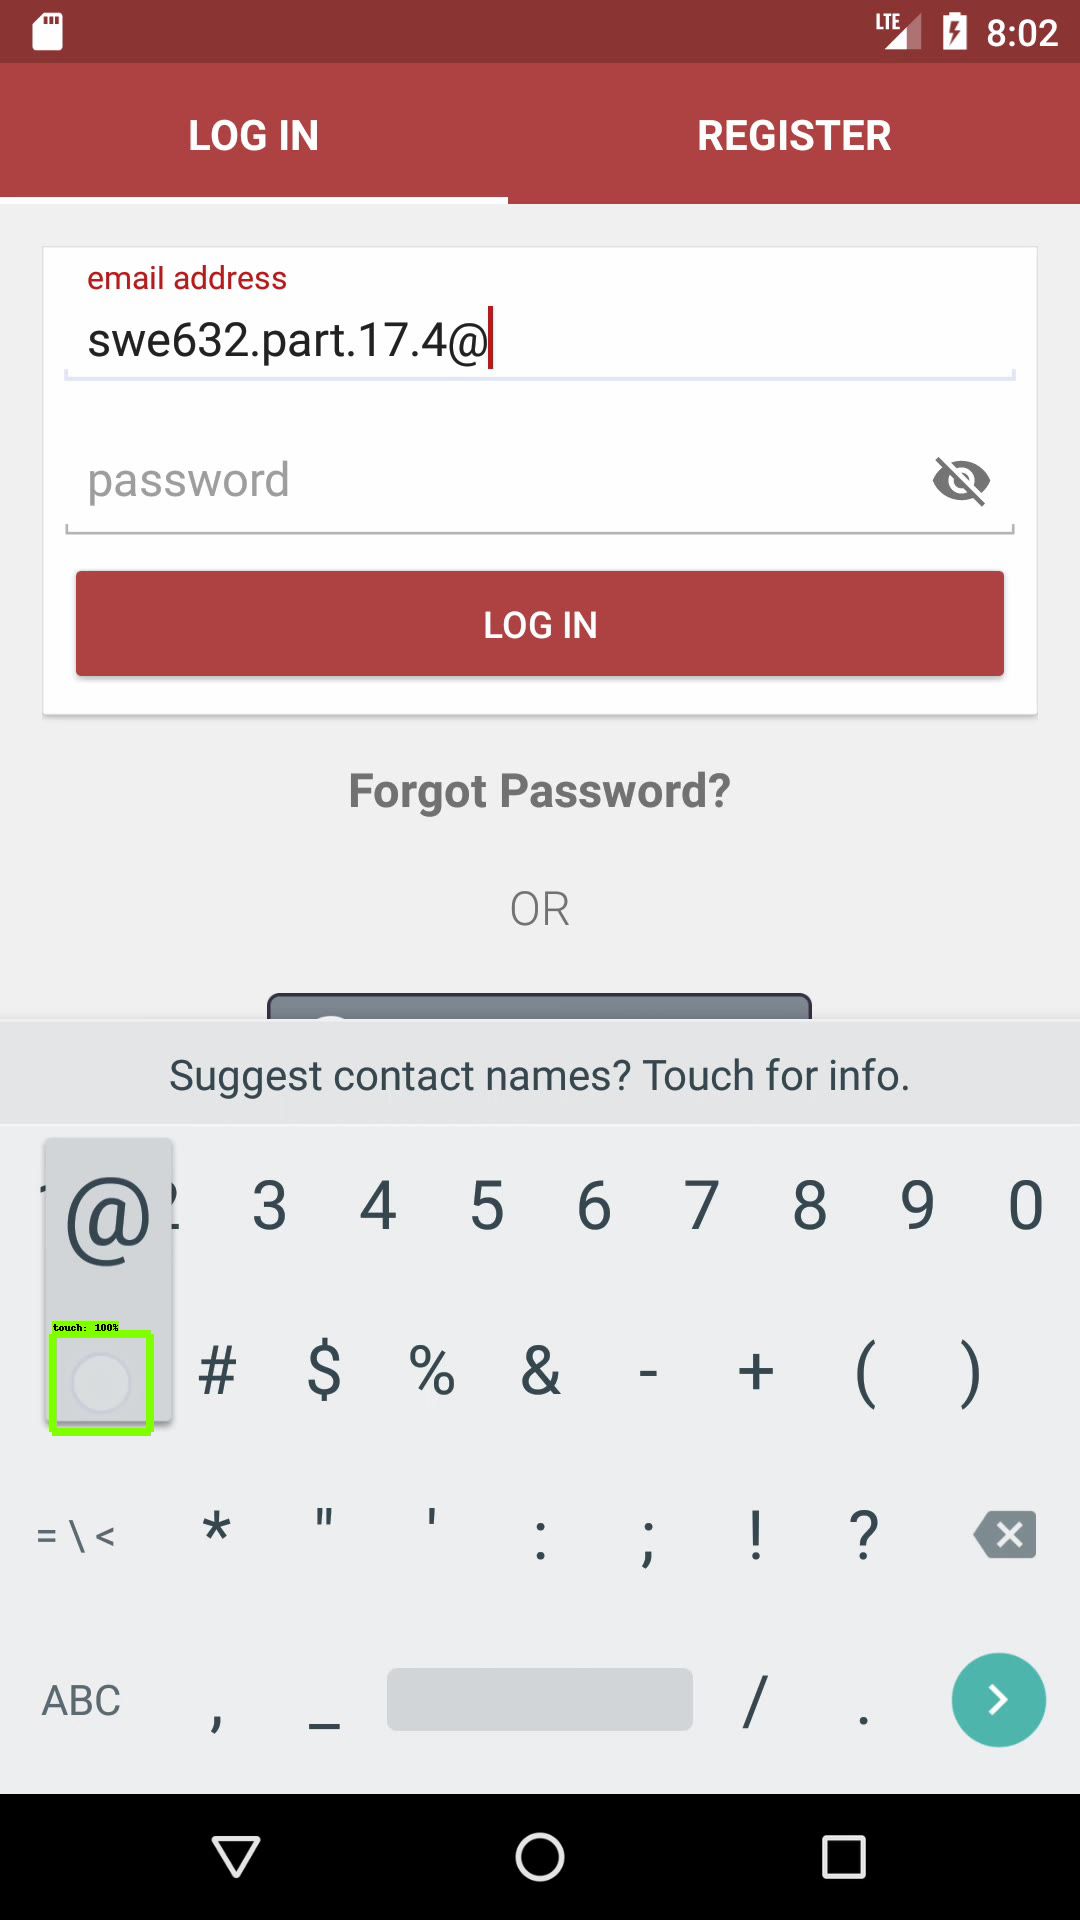 LTE 8:02
LOG IN REGISTER
email address
swe632.part.17.4@
password
LOG IN
Forgot Password?
OR
Suggest contact names? Touch for info.
@ 3 4 5 6 7 8 9 0
touch: 100%
# $ % & - + ( )
= \ < * " ' : ; ! ?
ABC , _ / .